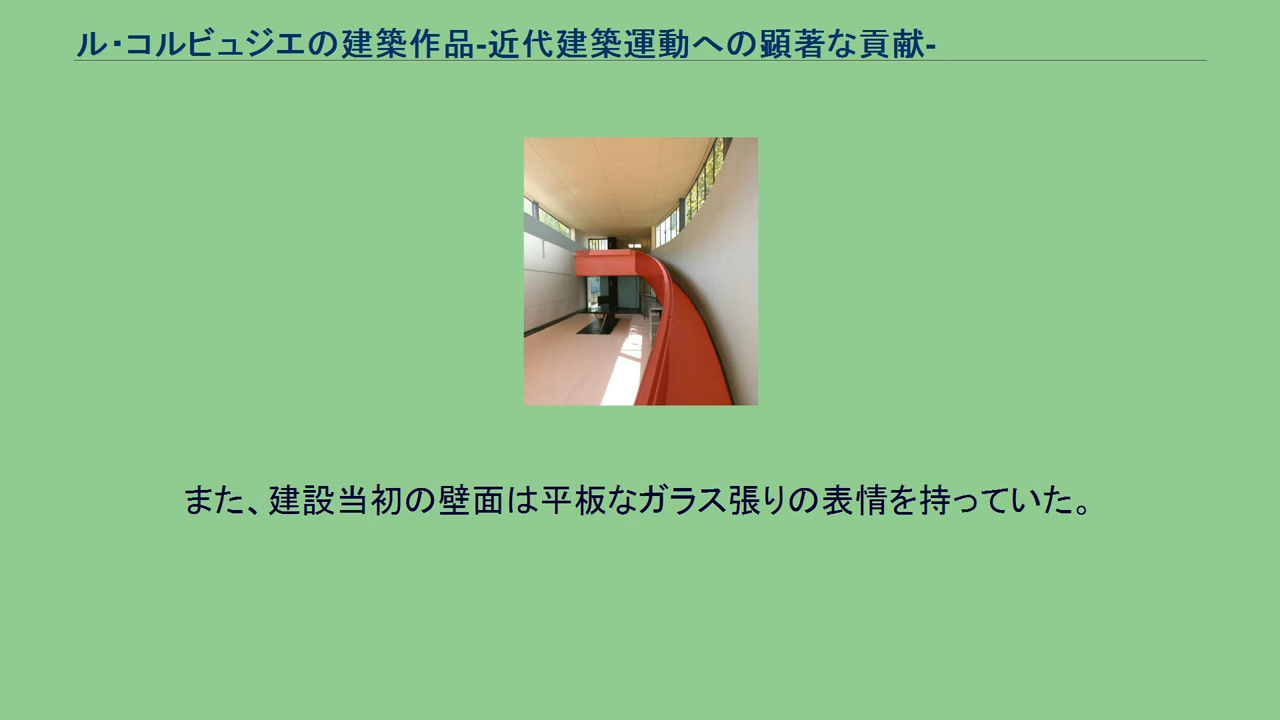 ル・コルビュジエの建築作品-近代建築運動への顕著な貢献-
また、建設当初の壁面は平板なガラス張りの表情を持っていた。